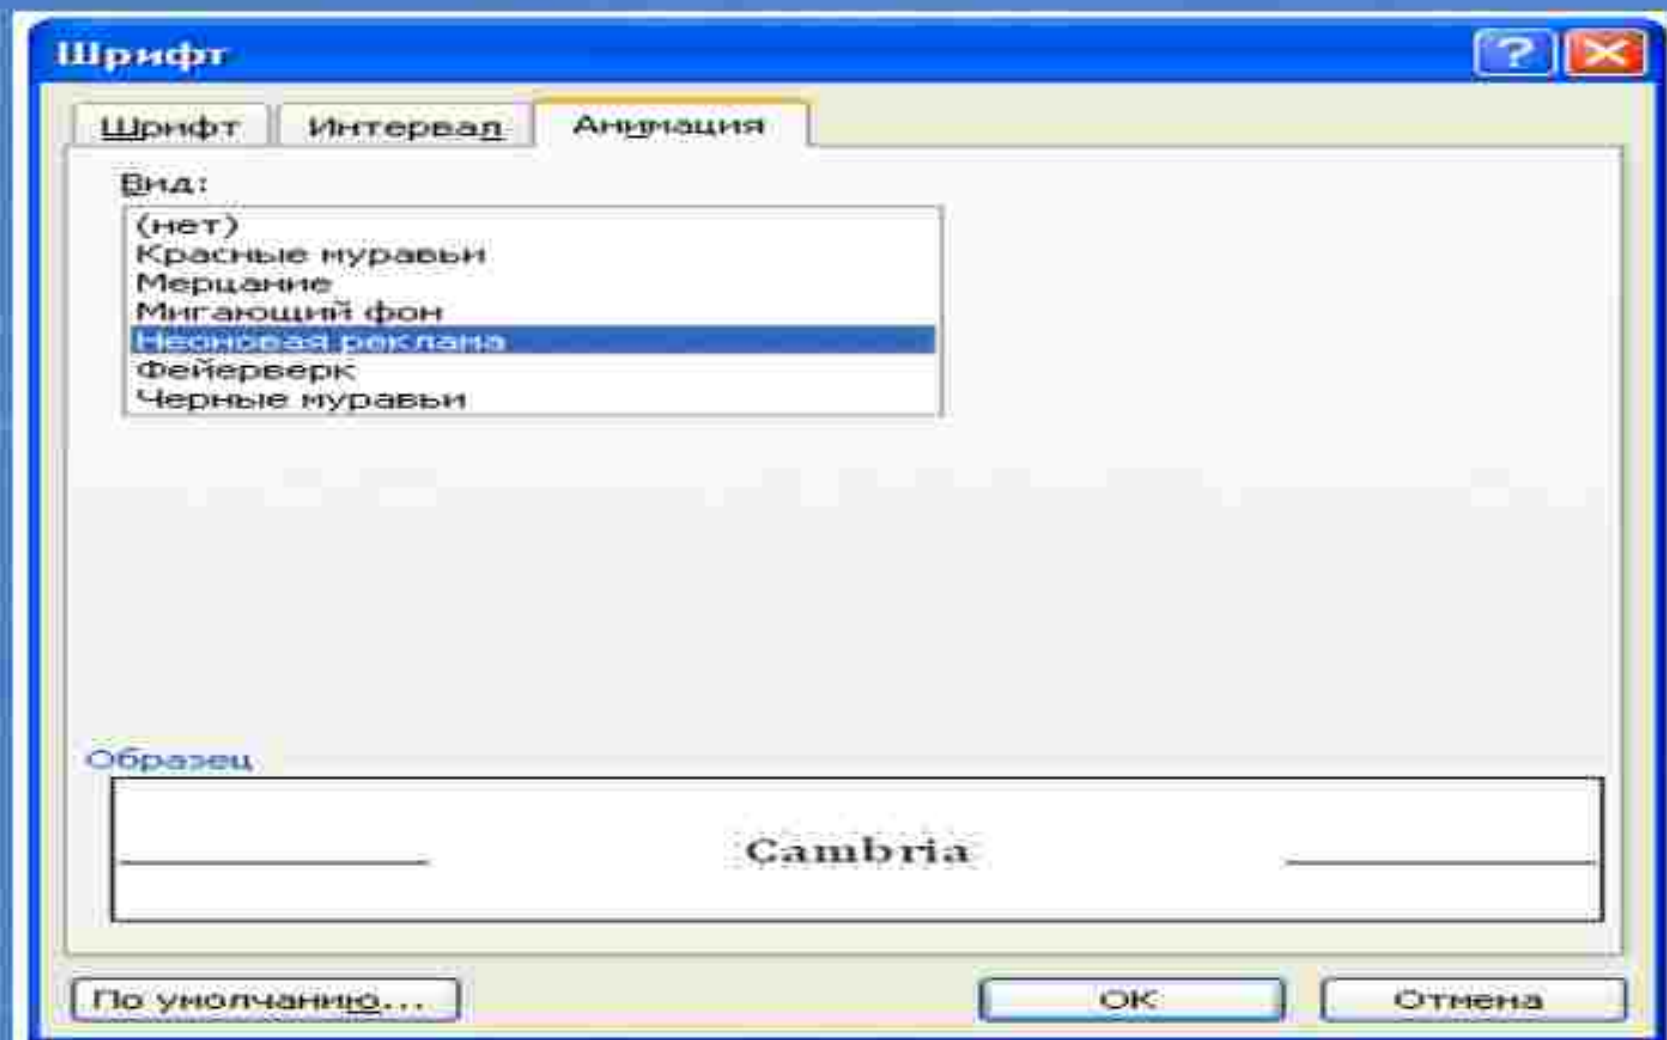 Шрифт
Шрифт Интервал Анимация
Вид:
(нет)
Красные муравьи
Мерцание
Мигающий фон
Неоновая реклама
Фейерверк
Черные муравьи
Образец
Cambria
По умолчанию... ОК Отмена